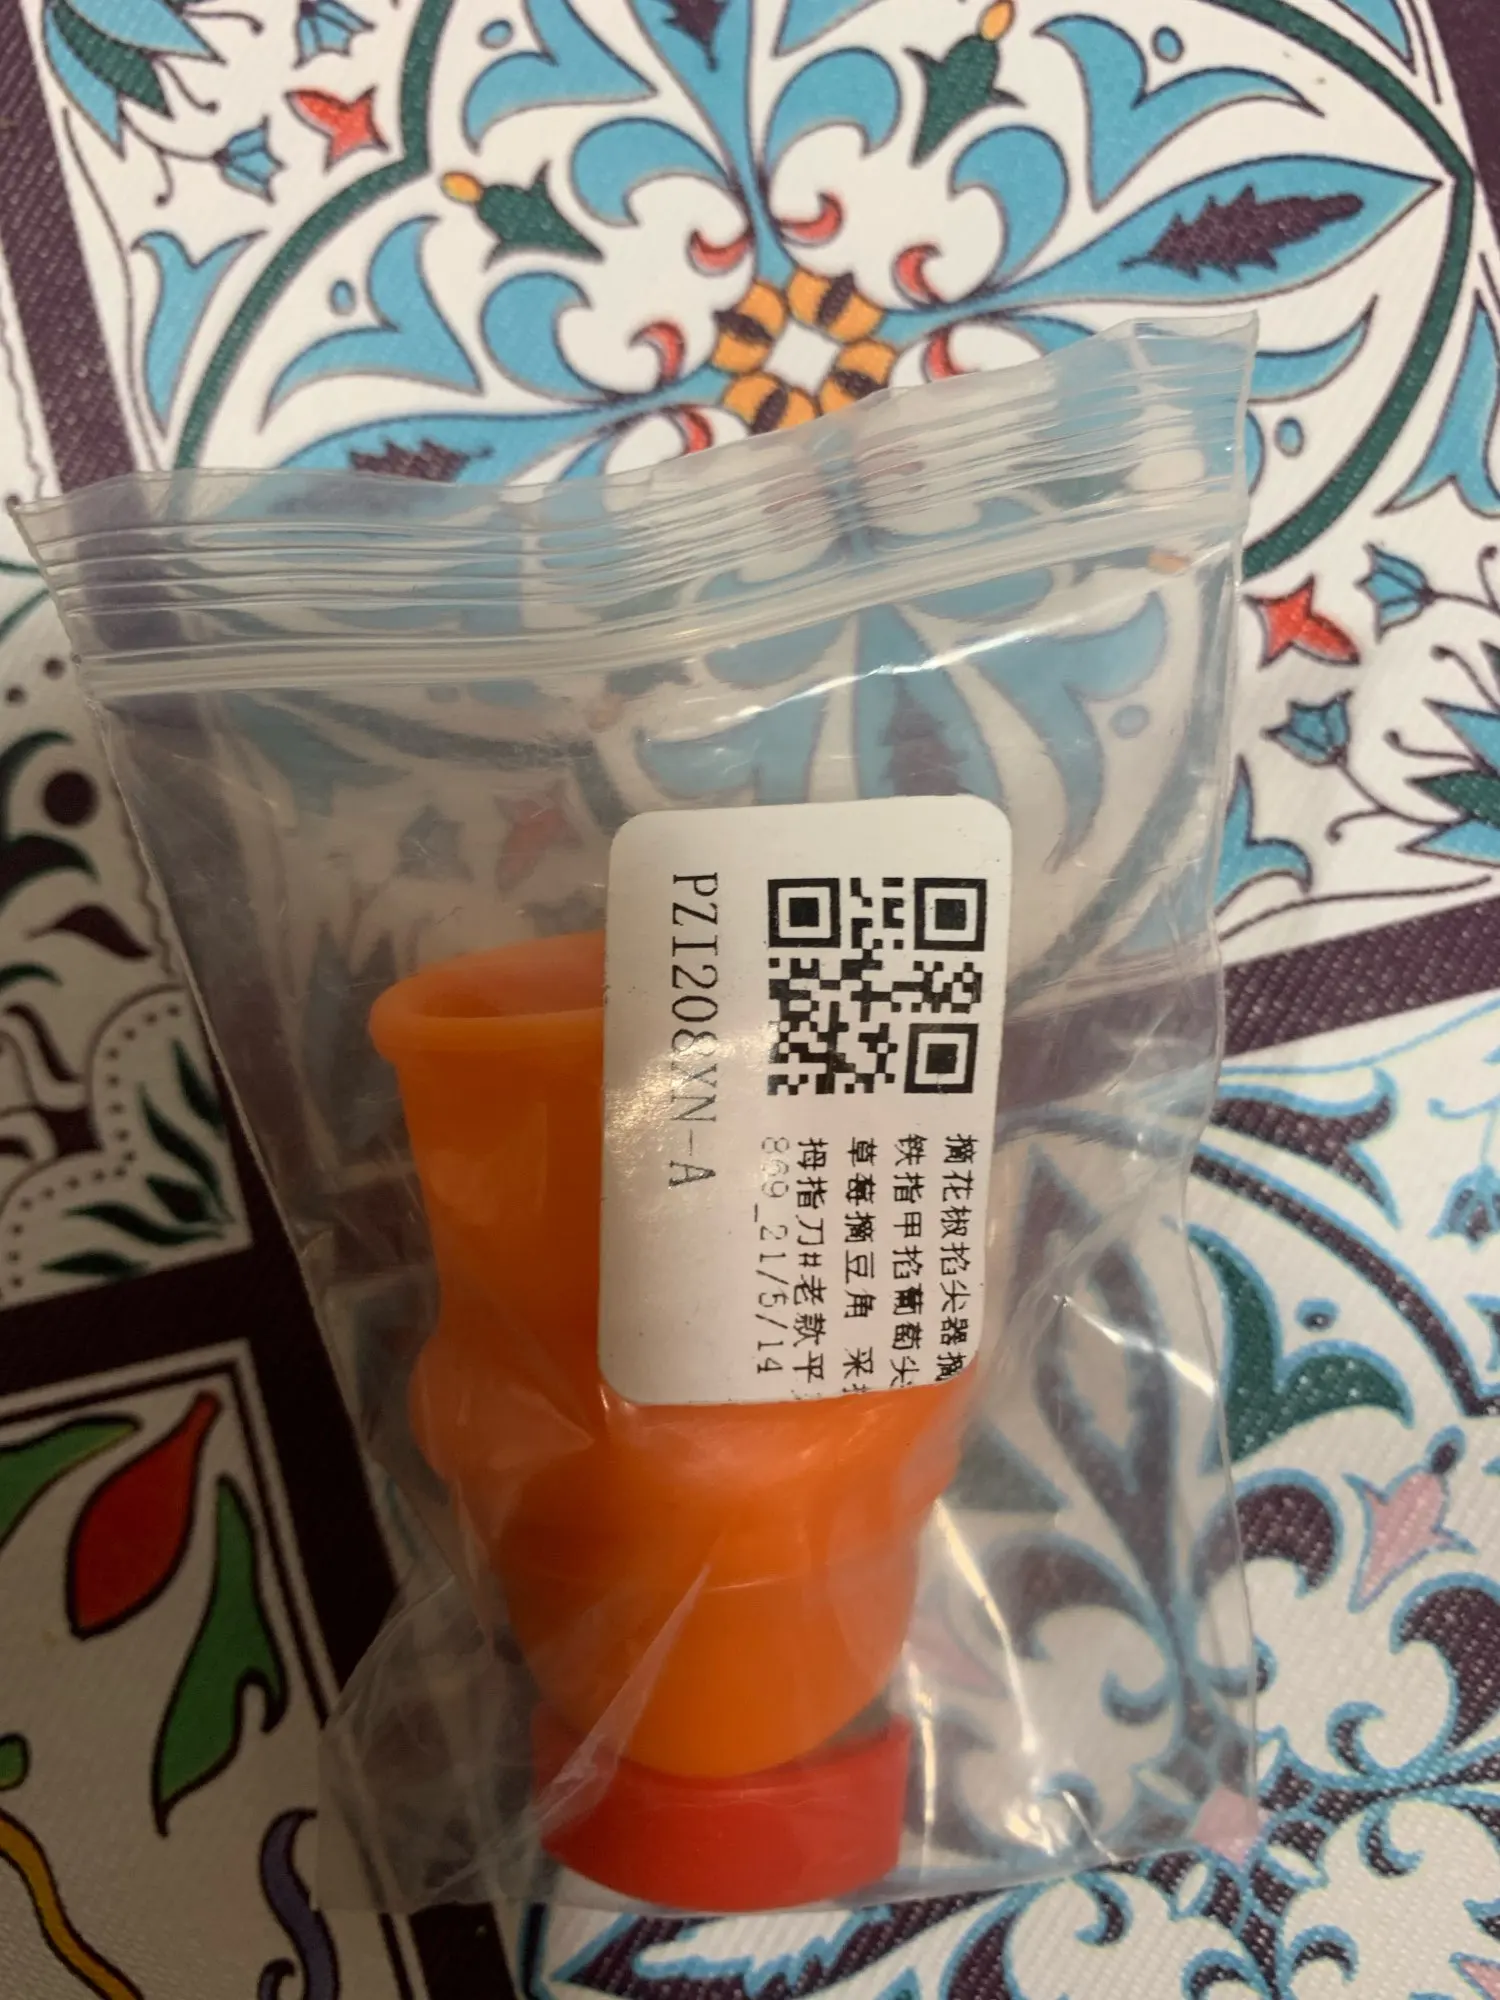 摘花椒掐尖器摘
铁指甲掐葡萄尖
草莓摘豆角 采
拇指刀#老款平
869_21/5/14
PZI208XN-A